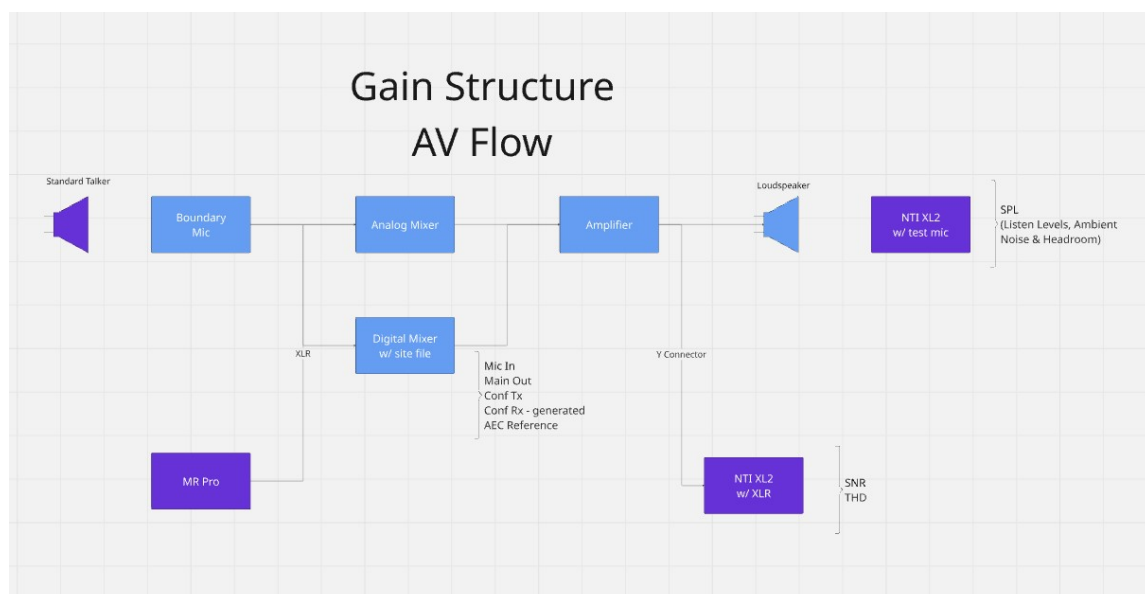 Gain Structure
AV Flow
Standard Talker
Boundary
Mic
Analog Mixer
Amplifier
Loudspeaker
NTI XL2
w/ test mic
SPL
(Listen Levels, Ambient
Noise & Headroom)
Digital Mixer
w/ site file
XLR
Y Connector
Mic In
Main Out
Conf Tx
Conf Rx - generated
AEC Reference
MR Pro
NTI XL2
w/ XLR
SNR
THD